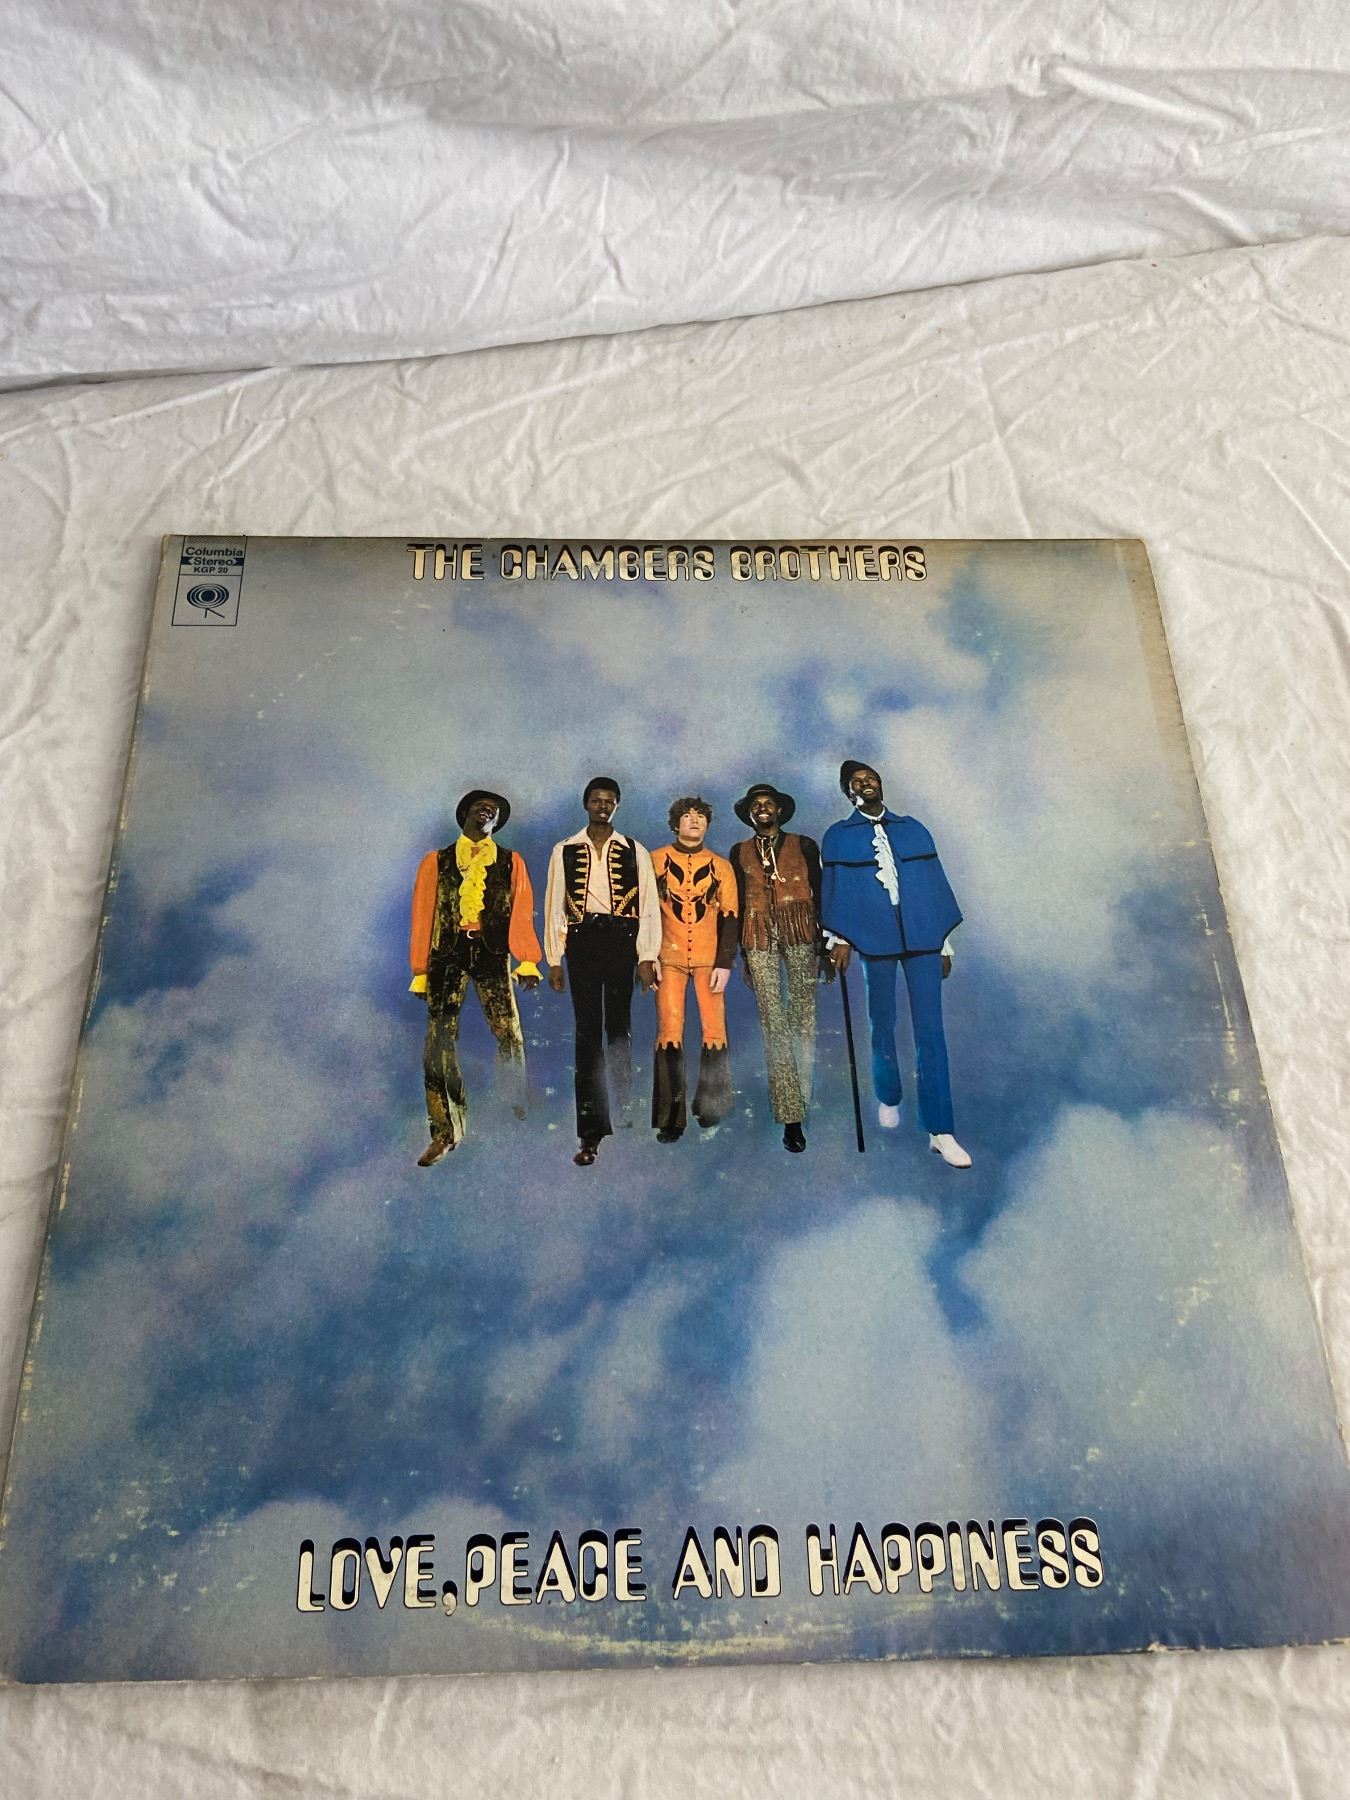 Columbia
Stereo
KGP 20
THE CHAMBERS BROTHERS
LOVE, PEACE AND HAPPINESS